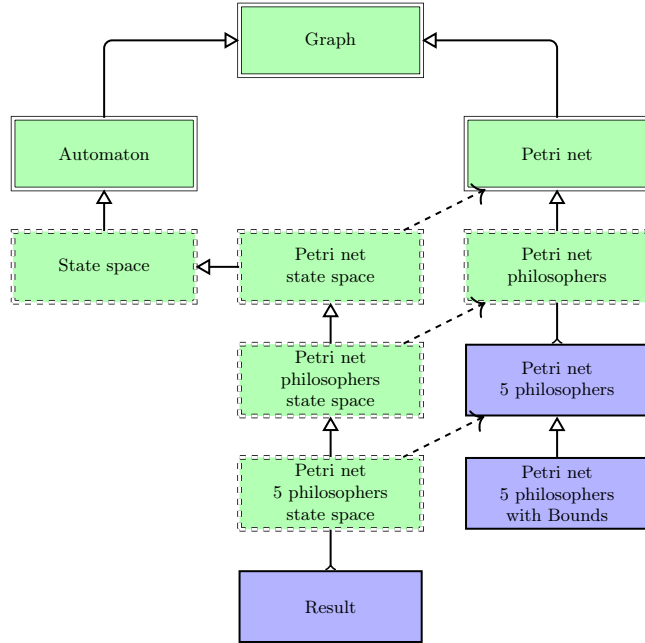 Graph
Automaton
Petri net
State space
Petri net
state space
Petri net
philosophers
Petri net
philosophers
state space
Petri net
5 philosophers
Petri net
5 philosophers
state space
Petri net
5 philosophers
with Bounds
Result